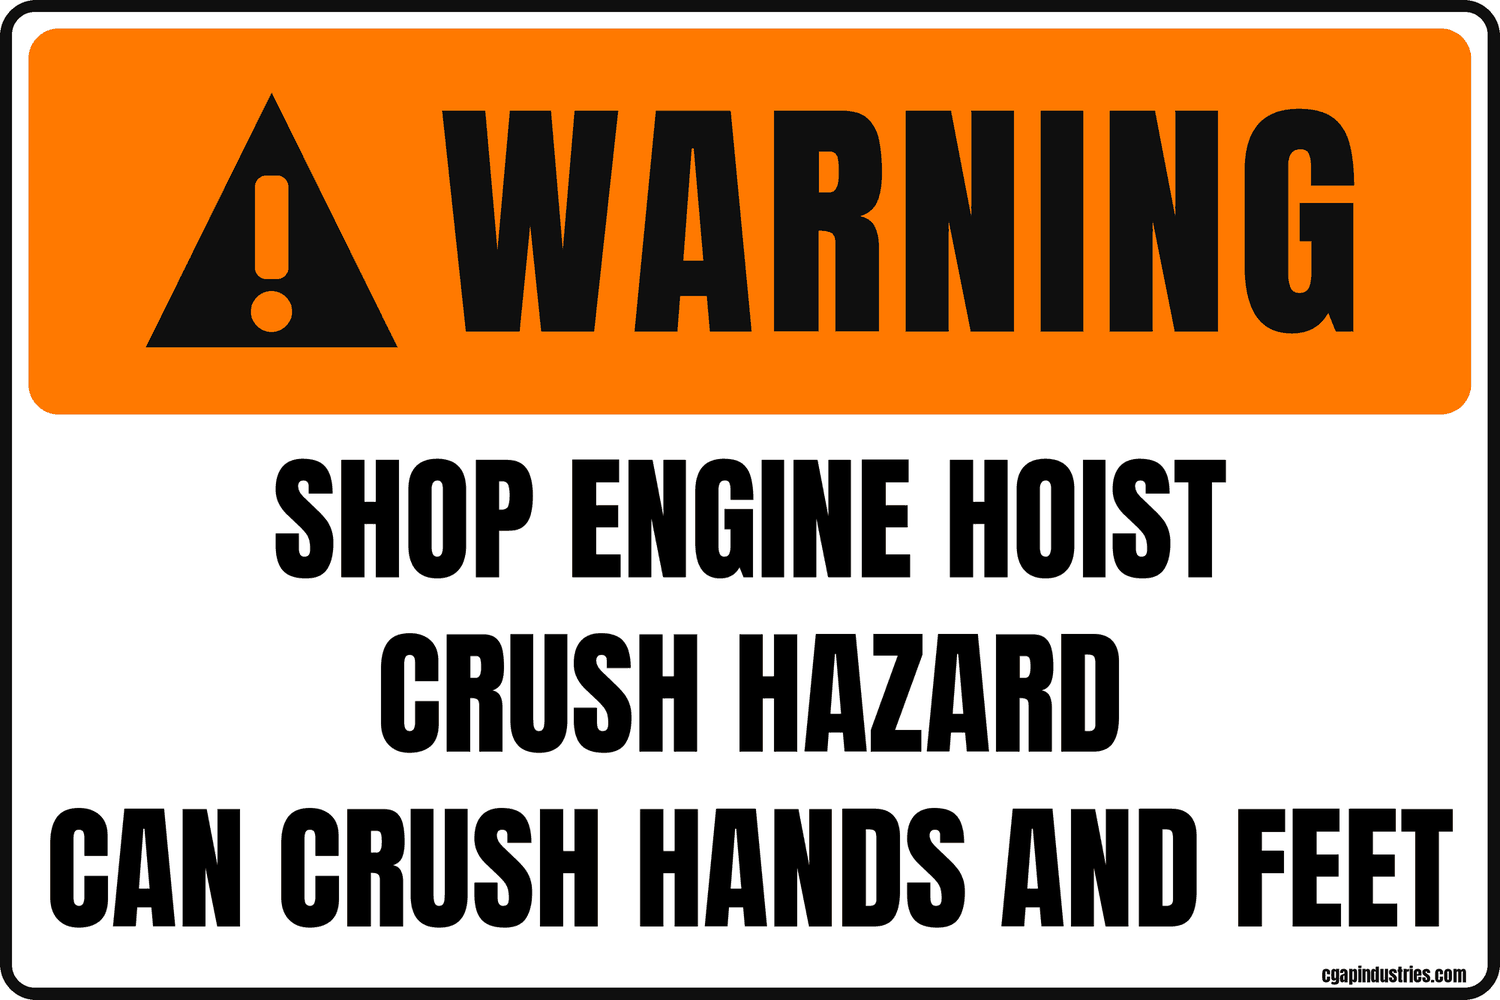 WARNING
SHOP ENGINE HOIST
CRUSH HAZARD
CAN CRUSH HANDS AND FEET
cgapindustries.com